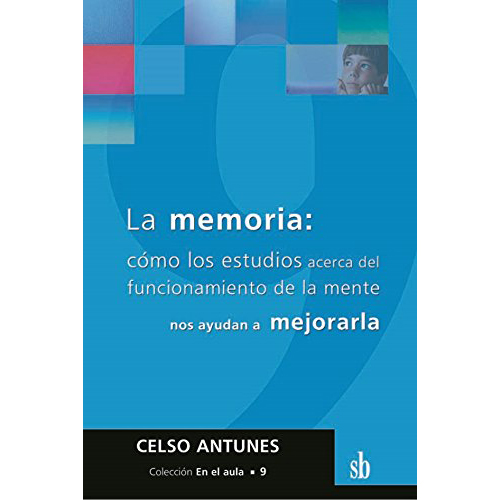 La memoria:
cómo los estudios acerca del
funcionamiento de la mente
nos ayudan a mejorarla
CELSO ANTUNES
Colección En el aula ▪ 9
sb